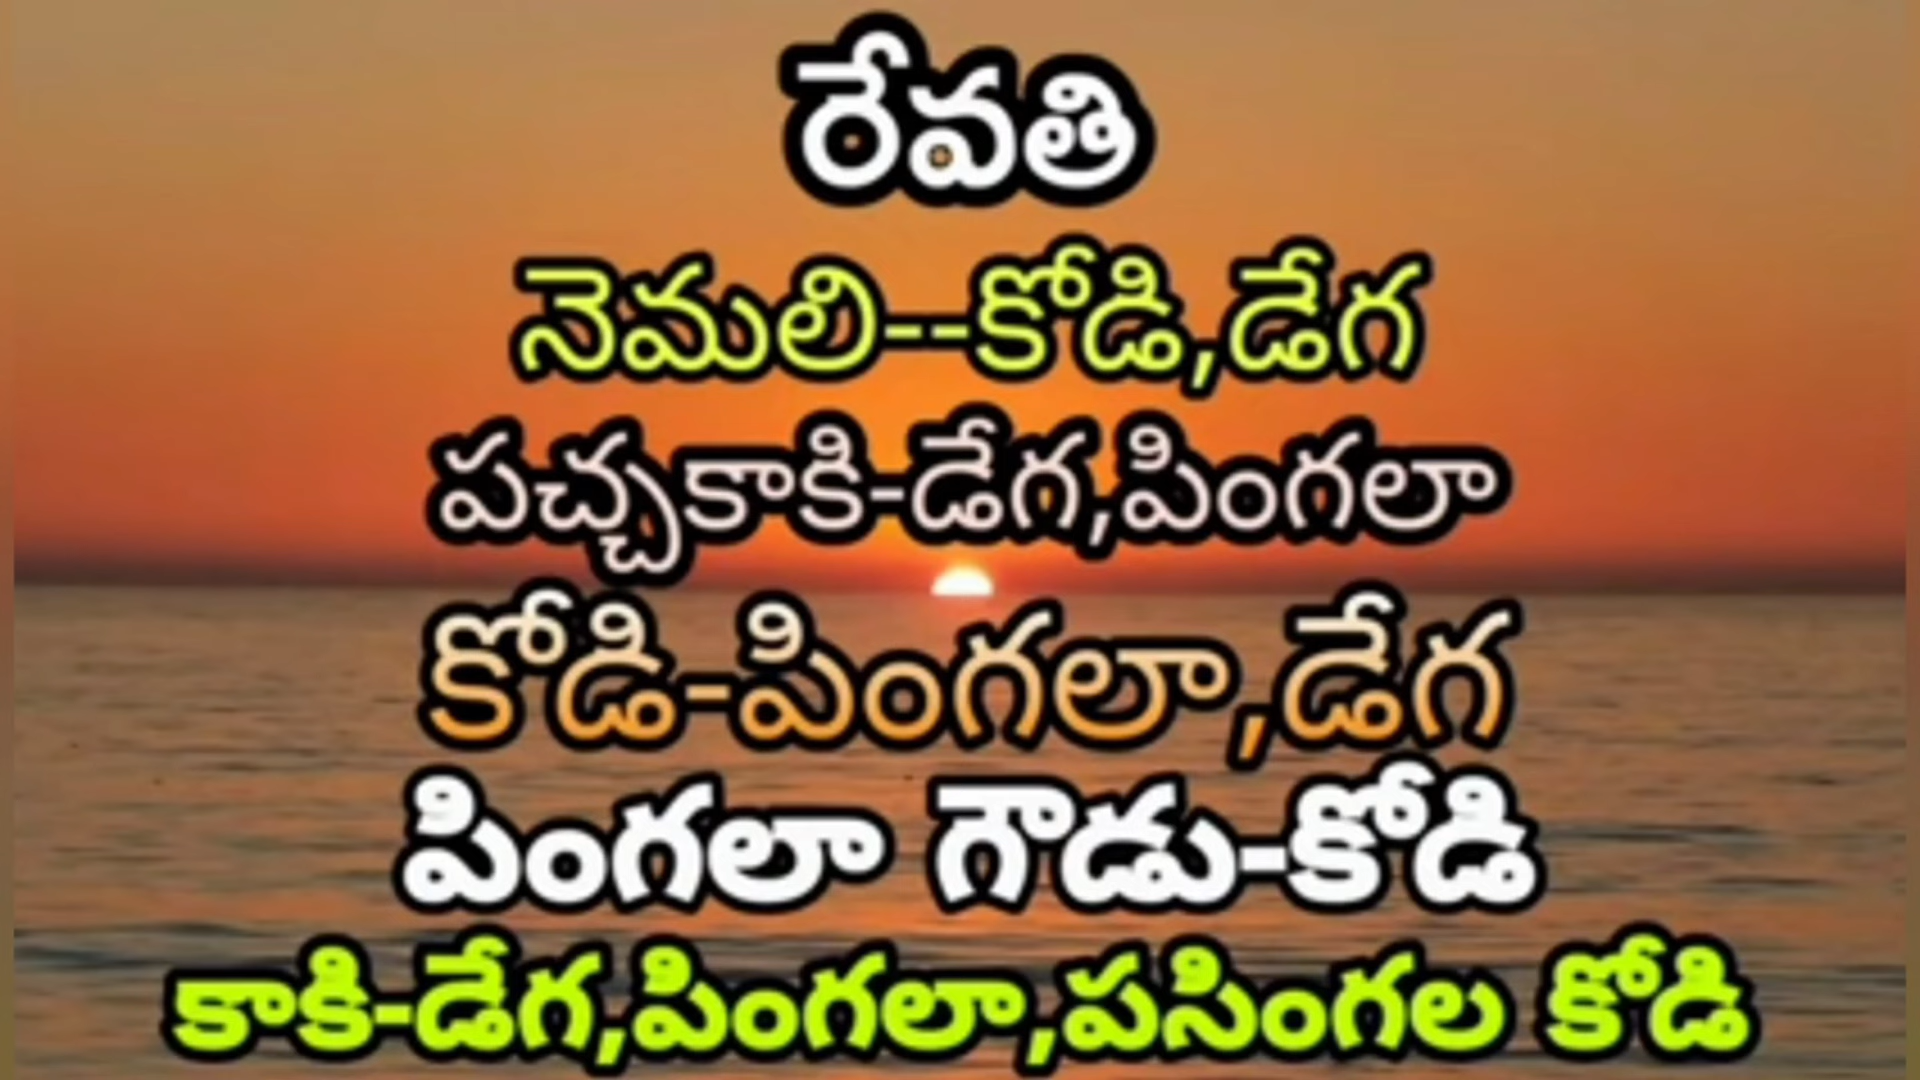 రేవతి
నెమలి--కోడి,డేగ
పచ్చకాకి-డేగ,పింగలా
కోడి-పింగలా,డేగ
పింగలా గౌడు-కోడి
కాకి-డేగ,పింగలా,పసింగల కోడి